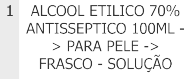 1 ALCOOL ETILICO 70%
ANTISSEPTICO 100ML -
> PARA PELE ->
FRASCO - SOLUÇÃO